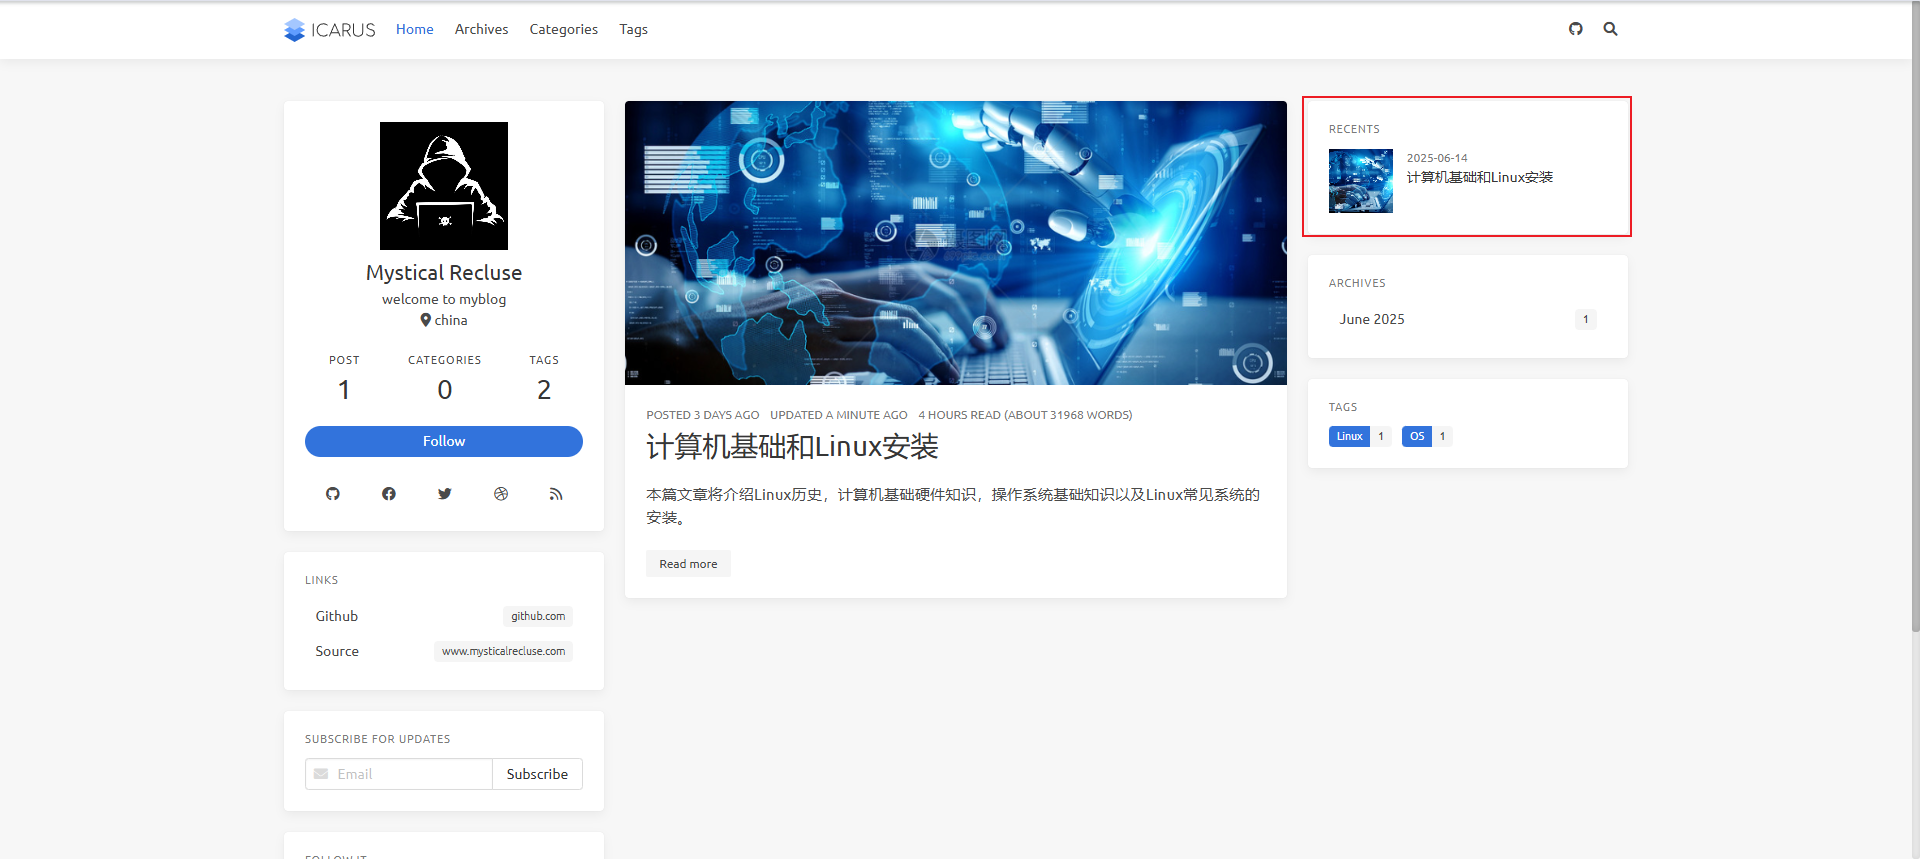 ICARUS Home Archives Categories Tags
Mystical Recluse
welcome to myblog
china
POST CATEGORIES TAGS
1 0 2
Follow
LINKS
Github github.com
Source www.mysticalrecluse.com
SUBSCRIBE FOR UPDATES
Email Subscribe
FOLLOW.IT
POSTED 3 DAYS AGO UPDATED A MINUTE AGO 4 HOURS READ (ABOUT 31968 WORDS)
计算机基础和Linux安装
本篇文章将介绍Linux历史，计算机基础硬件知识，操作系统基础知识以及Linux常见系统的
安装。
Read more
RECENTS
2025-06-14
计算机基础和Linux安装
ARCHIVES
June 2025 1
TAGS
Linux 1 OS 1